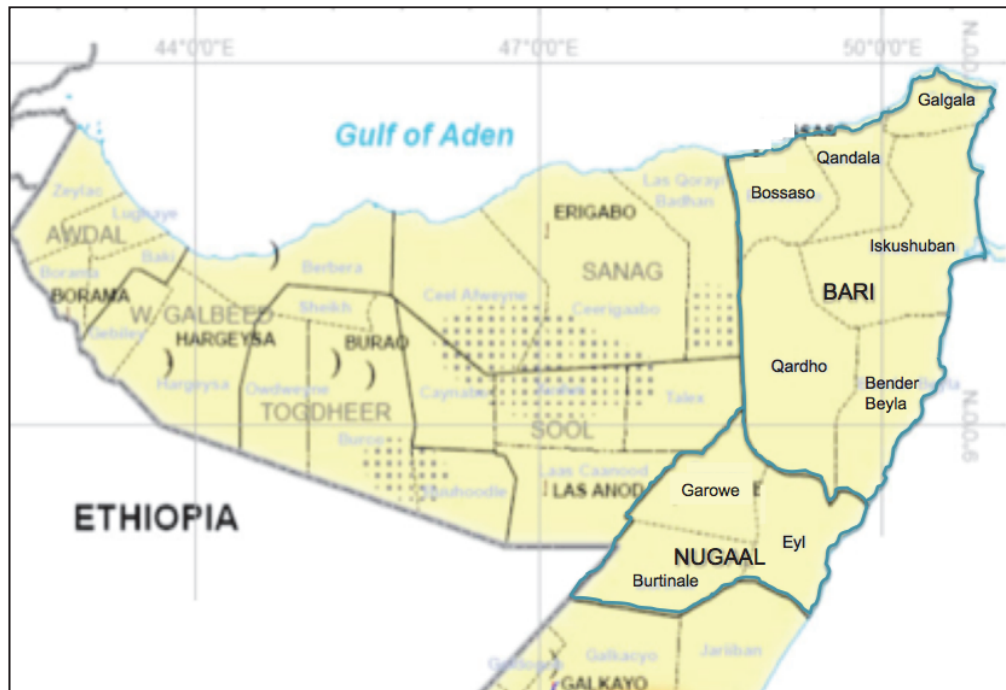 44°0'0"E
47°0'0"E
50°0'0"E
Galgala
Gulf of Aden
Qandala
Zeylac
Las Qoray/
Badhan
Bossaso
Lughaye
ERIGABO
AWDAL
Iskushuban
Borama
Baki
Berbera
SANAG
BORAMA
Ceel Afweyne
BARI
W. GALBEED
Sheikh
Ceerigaabo
Gebiley
HARGEYSA
BURAO
Qardho
Hargeysa
Owdweyne
Caynabo
Talex
Bender
Beyla
TOGDHEER
SOOL
9°0'0"N
Burco
Laas Caanood
Buuhoodle
LAS ANOD
Garowe
E
ETHIOPIA
Eyl
NUGAAL
Burtinale
Galkacyo
Jariiban
GALKAYO